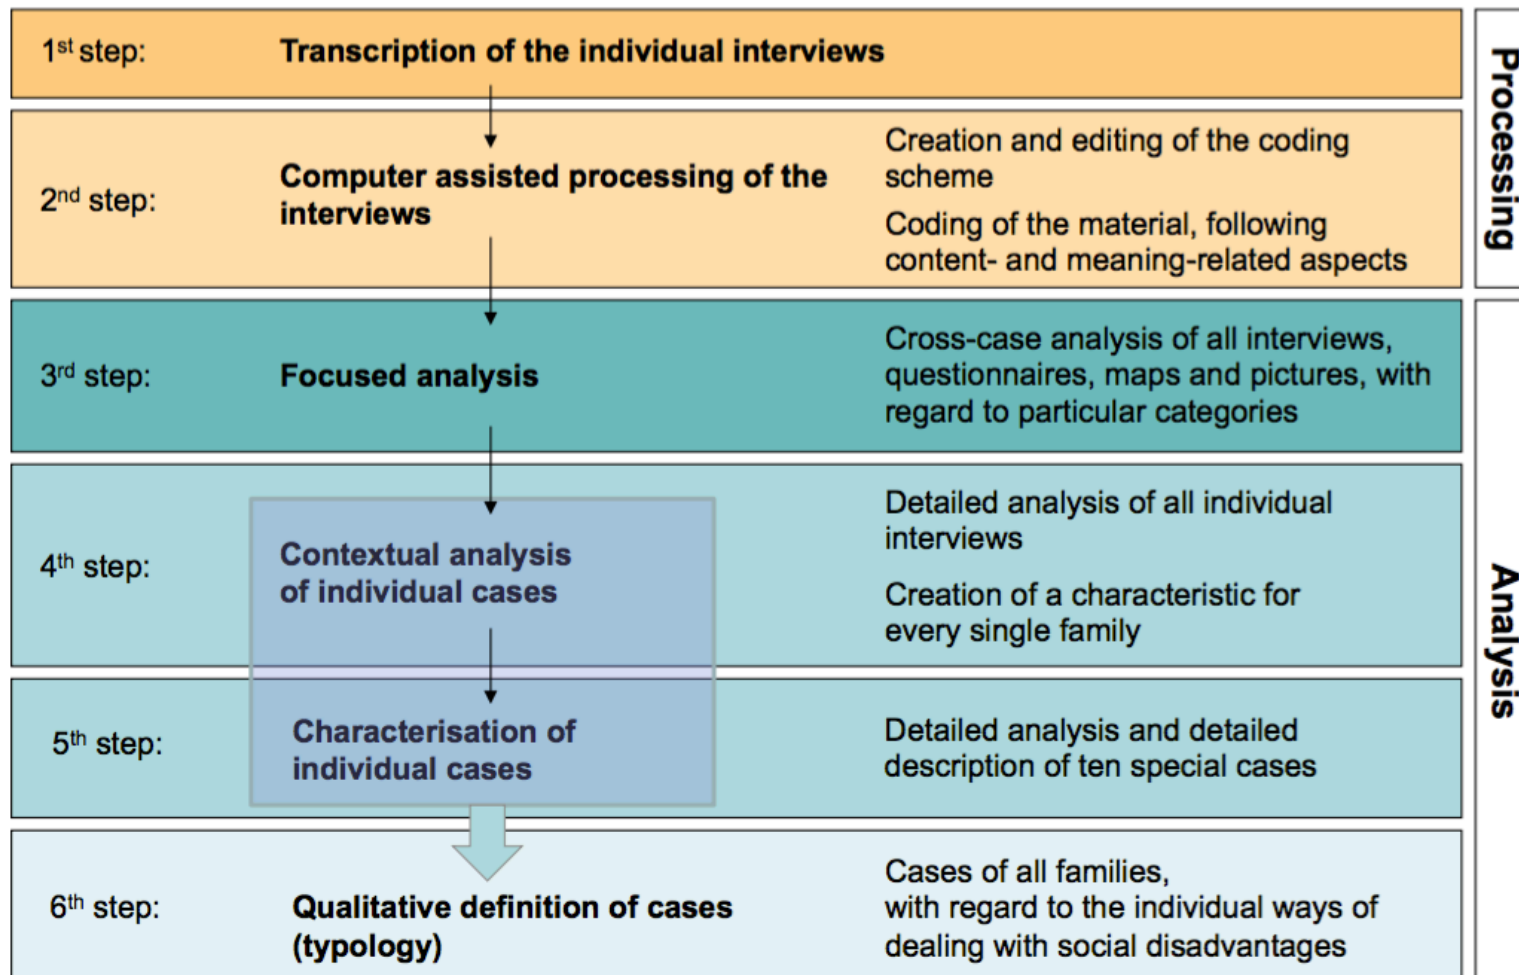 1st step:
Transcription of the individual interviews
2nd step:
Computer assisted processing of the
interviews
Creation and editing of the coding
scheme
Coding of the material, following
content- and meaning-related aspects
Processing
3rd step:
Focused analysis
Cross-case analysis of all interviews,
questionnaires, maps and pictures, with
regard to particular categories
4th step:
Contextual analysis
of individual cases
Detailed analysis of all individual
interviews
Creation of a characteristic for
every single family
5th step:
Characterisation of
individual cases
Detailed analysis and detailed
description of ten special cases
6th step:
Qualitative definition of cases
(typology)
Cases of all families,
with regard to the individual ways of
dealing with social disadvantages
Analysis